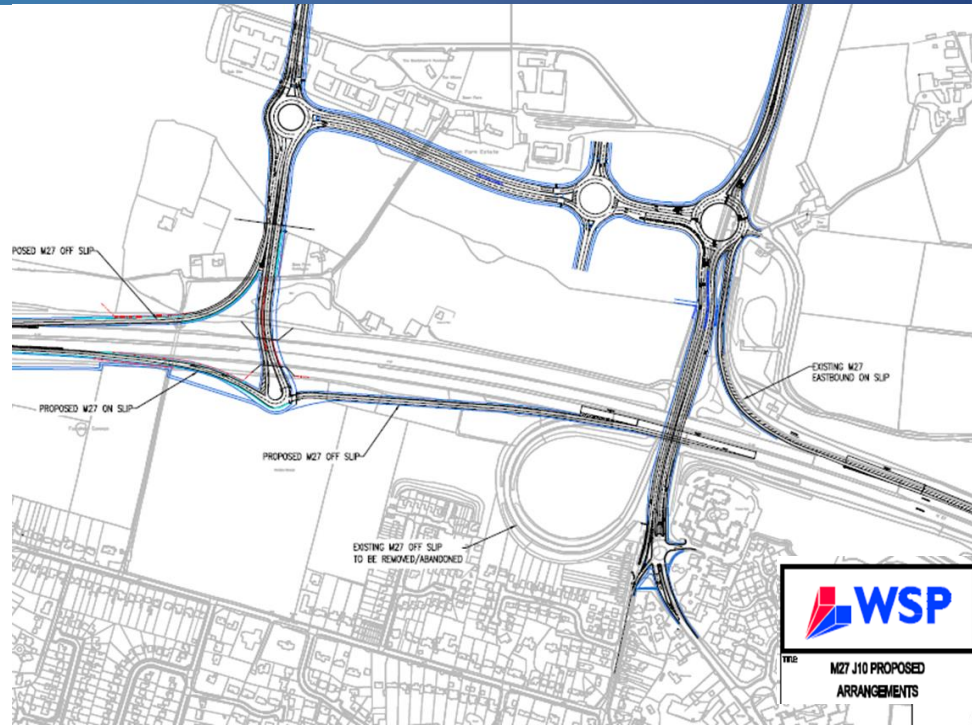 POSED M27 OFF SLIP
PROPOSED M27 ON SLIP
PROPOSED M27 OFF SLIP
EXISTING M27
EASTBOUND ON SLIP
EXISTING M27 OFF SLIP
TO BE REMOVED/ABANDONED
WSP
TITLE:
M27 J10 PROPOSED
ARRANGEMENTS